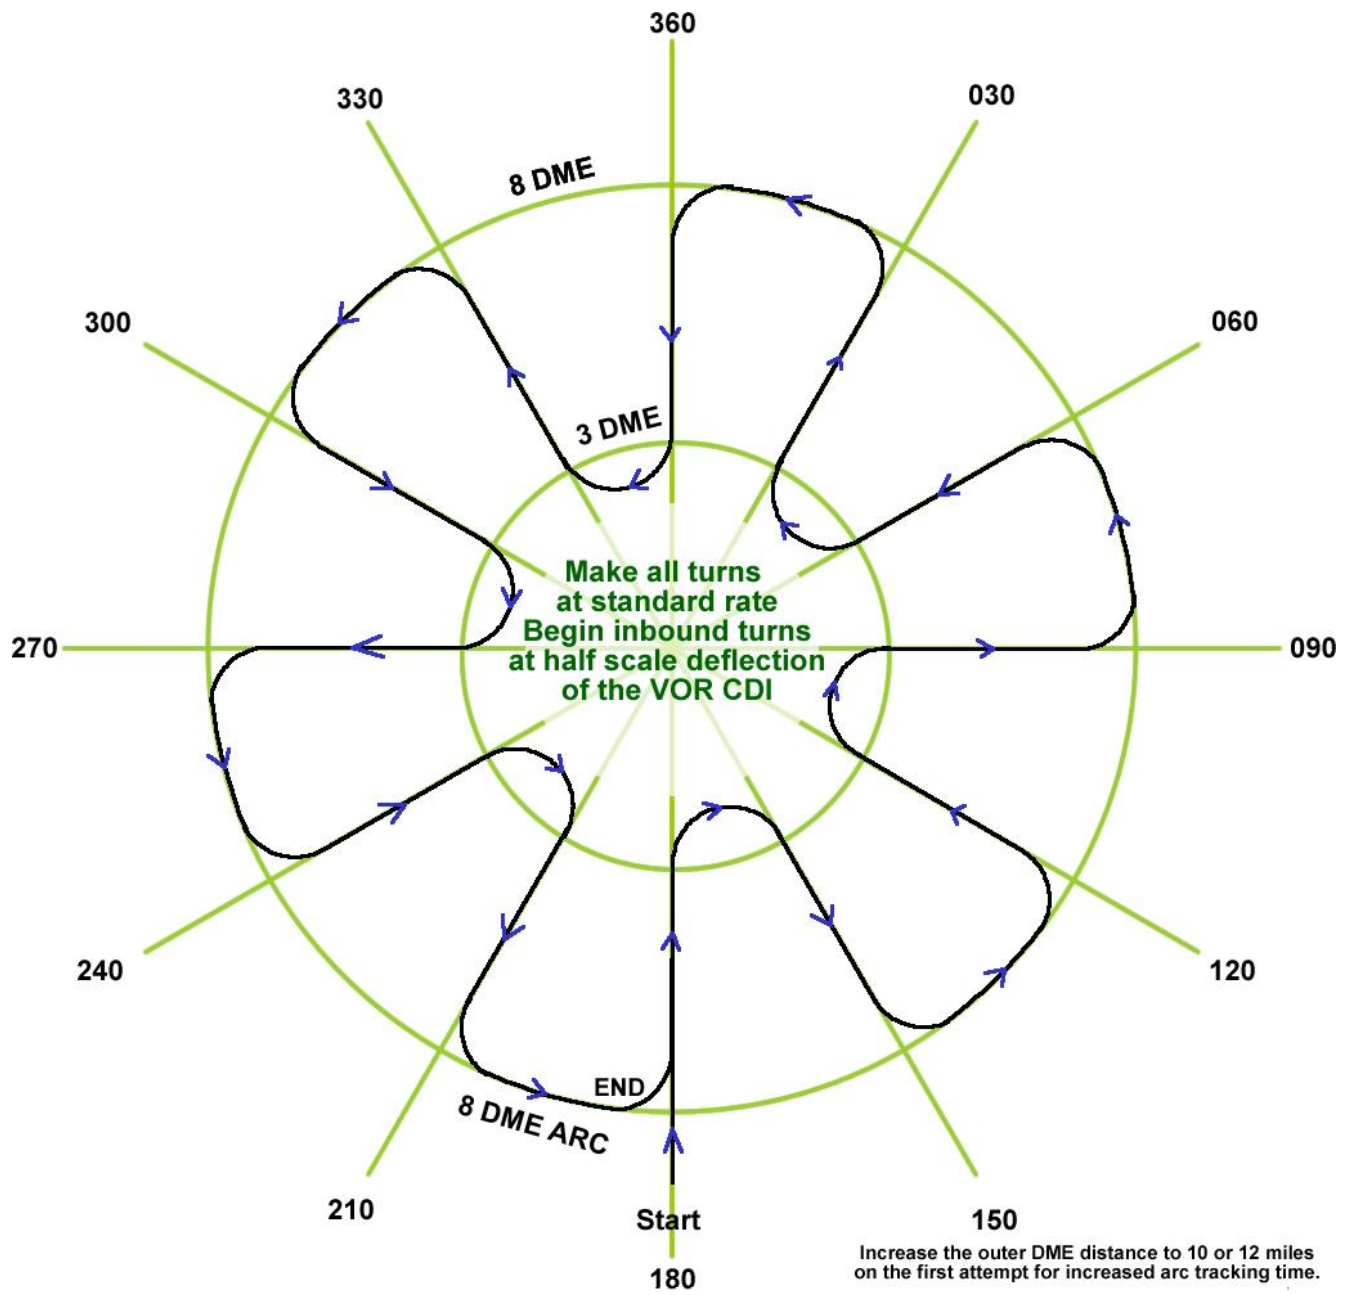 360
330
030
8 DME
300
060
3 DME
Make all turns
at standard rate
Begin inbound turns
at half scale deflection
of the VOR CDI
270
090
240
120
END
8 DME ARC
210
Start
150
180
Increase the outer DME distance to 10 or 12 miles
on the first attempt for increased arc tracking time.